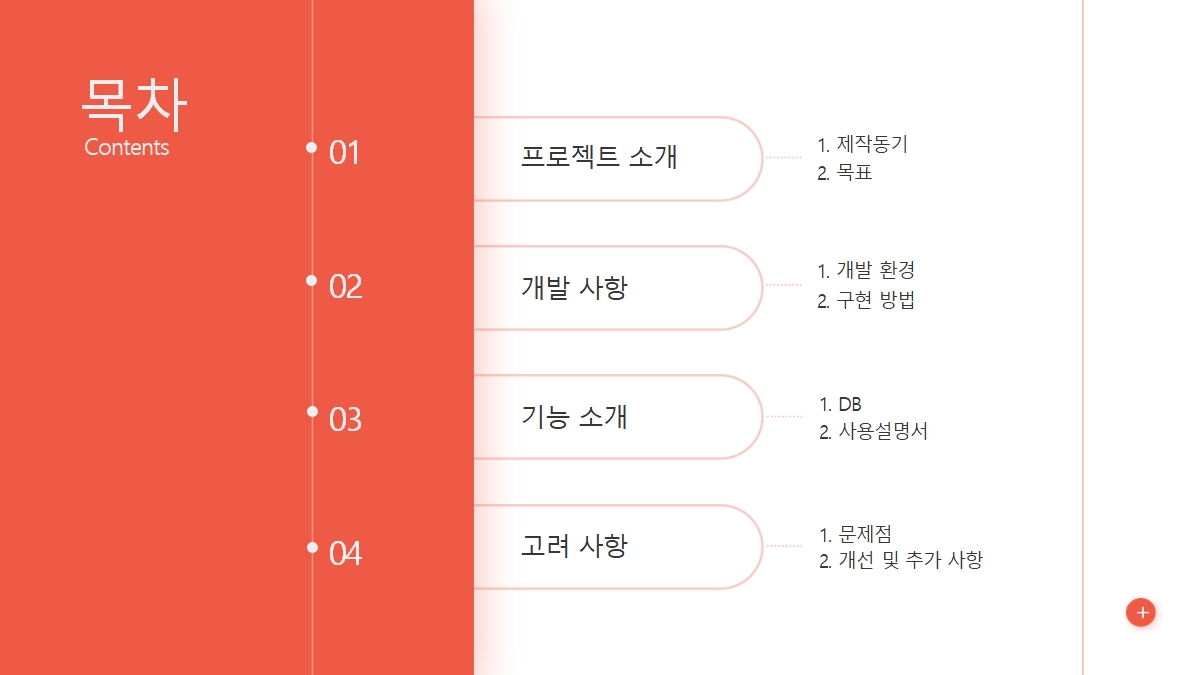 목차
Contents
01
프로젝트 소개
1. 제작동기
2. 목표
02
개발 사항
1. 개발 환경
2. 구현 방법
03
기능 소개
1. DB
2. 사용설명서
04
고려 사항
1. 문제점
2. 개선 및 추가 사항
+